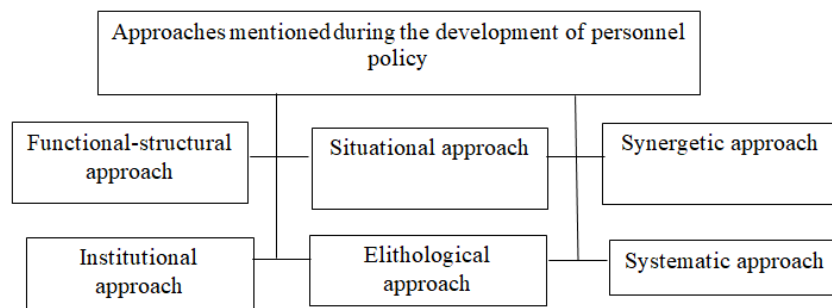 Approaches mentioned during the development of personnel
policy
Functional-structural
approach
Situational approach
Synergetic approach
Institutional
approach
Elithological
approach
Systematic approach